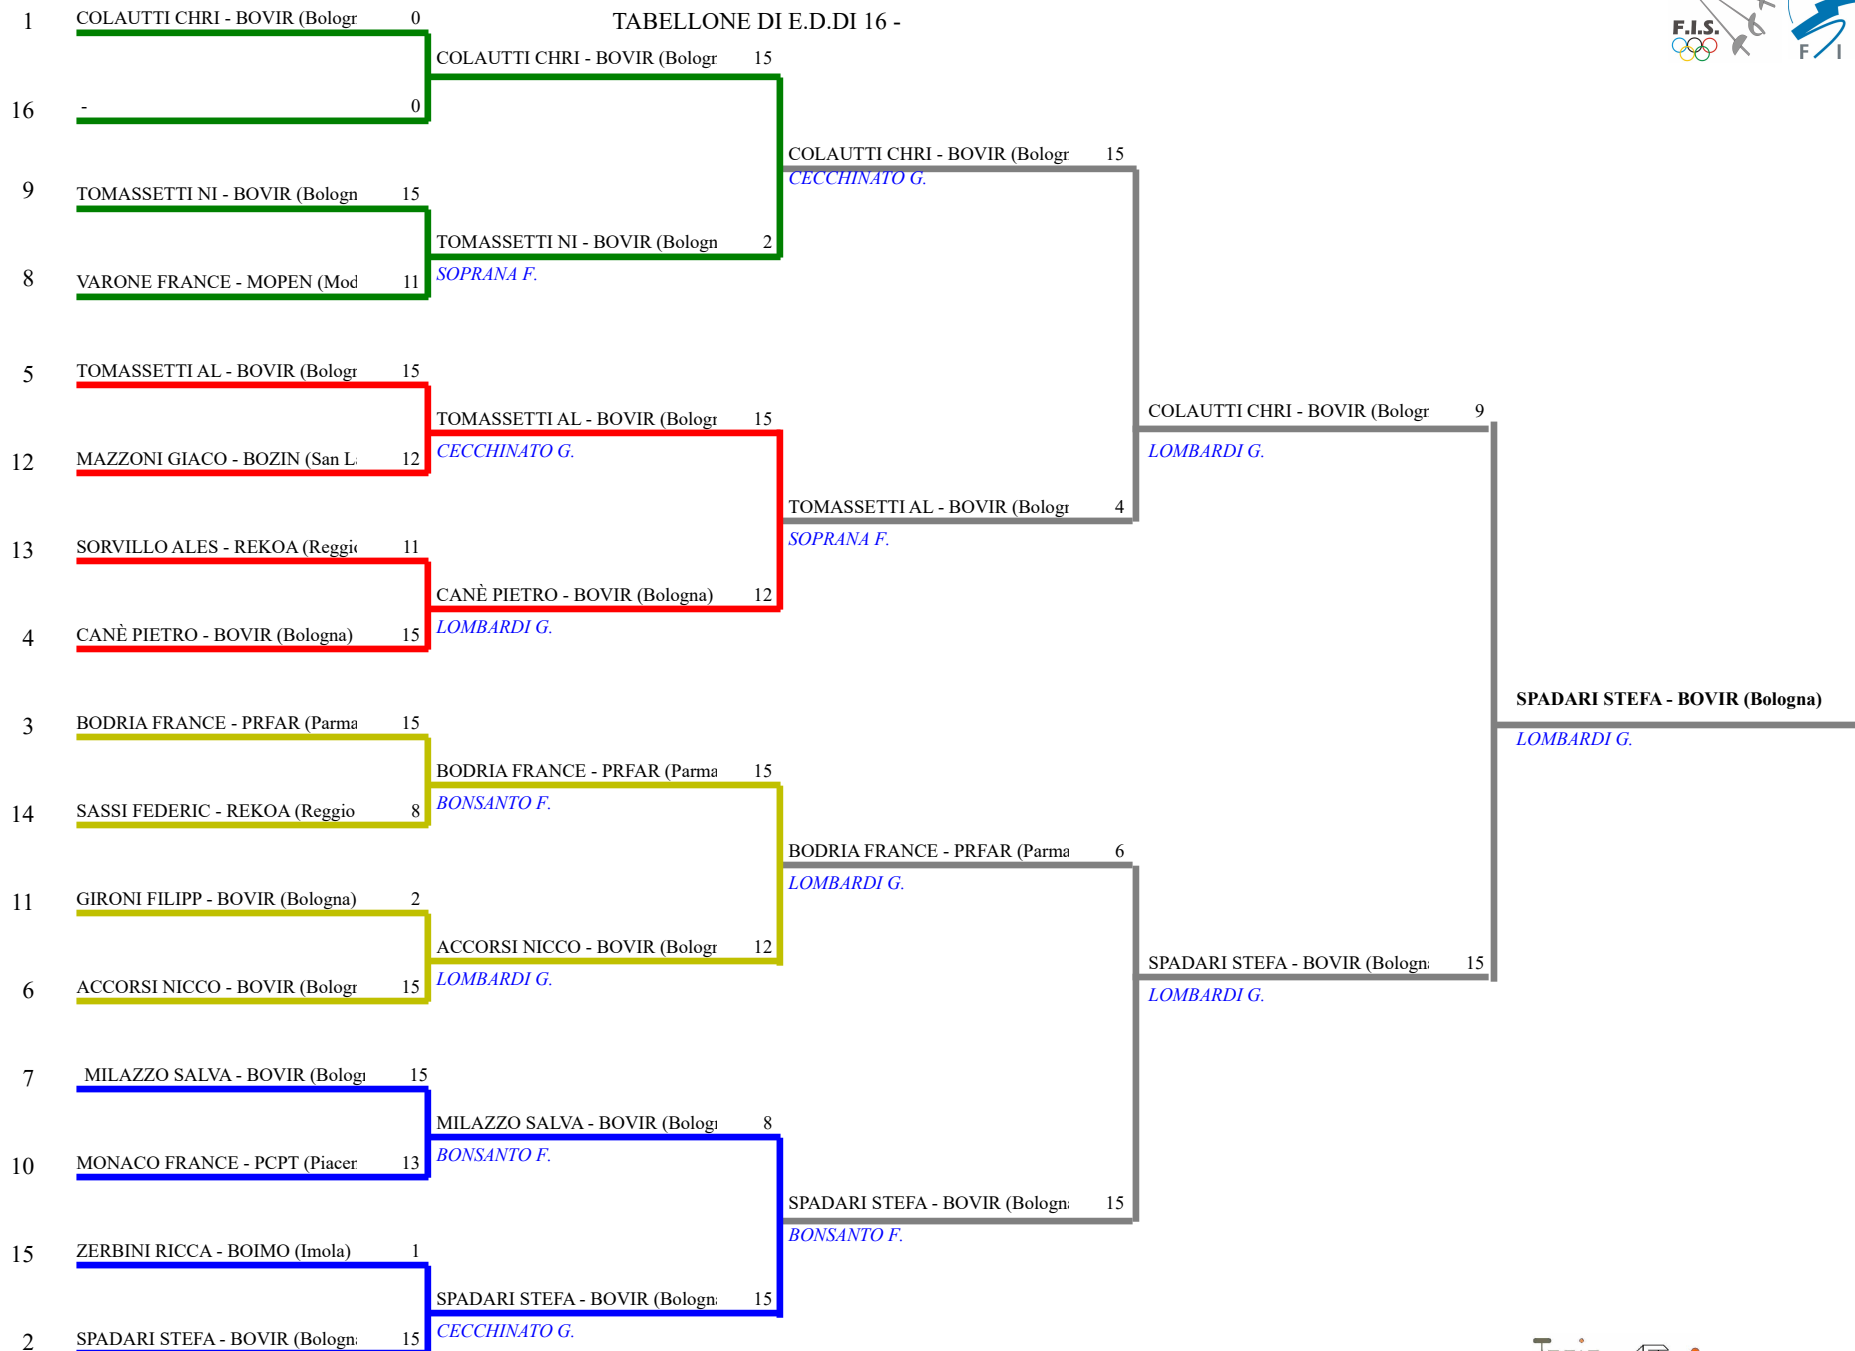 TABELLONE DI E.D.DI 16 -
F.I.S.
F I
1 COLAUTTI CHRI - BOVIR (Bologr 0
COLAUTTI CHRI - BOVIR (Bologr 15
16 - 0
COLAUTTI CHRI - BOVIR (Bologr 15
CECCHINATO G.
9 TOMASSETTI NI - BOVIR (Bologn 15
TOMASSETTI NI - BOVIR (Bologn 2
SOPRANA F.
8 VARONE FRANCE - MOPEN (Mod 11
5 TOMASSETTI AL - BOVIR (Bologr 15
COLAUTTI CHRI - BOVIR (Bologr 9
TOMASSETTI AL - BOVIR (Bologr 15
CECCHINATO G.
LOMBARDI G.
12 MAZZONI GIACO - BOZIN (San L 12
TOMASSETTI AL - BOVIR (Bologr 4
SOPRANA F.
13 SORVILLO ALES - REKOA (Reggi 11
CANÈ PIETRO - BOVIR (Bologna) 12
LOMBARDI G.
4 CANÈ PIETRO - BOVIR (Bologna) 15
SPADARI STEFA - BOVIR (Bologna)
LOMBARDI G.
3 BODRIA FRANCE - PRFAR (Parma 15
BODRIA FRANCE - PRFAR (Parma 15
BONSANTO F.
14 SASSI FEDERIC - REKOA (Reggio 8
BODRIA FRANCE - PRFAR (Parma 6
LOMBARDI G.
11 GIRONI FILIPP - BOVIR (Bologna) 2
ACCORSI NICCO - BOVIR (Bologr 12
LOMBARDI G.
SPADARI STEFA - BOVIR (Bologn 15
LOMBARDI G.
6 ACCORSI NICCO - BOVIR (Bologr 15
7 MILAZZO SALVA - BOVIR (Bolog 15
MILAZZO SALVA - BOVIR (Bolog 8
BONSANTO F.
10 MONACO FRANCE - PCPT (Piacer 13
SPADARI STEFA - BOVIR (Bologn 15
BONSANTO F.
15 ZERBINI RICCA - BOIMO (Imola) 1
SPADARI STEFA - BOVIR (Bologn 15
CECCHINATO G.
2 SPADARI STEFA - BOVIR (Bologn 15